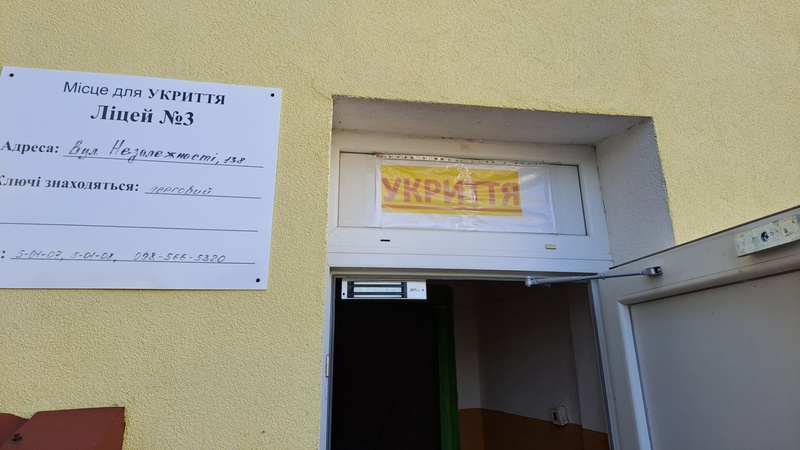 Місце для УКРИТТЯ
Ліцей №3
Адреса: вул. Незалежності, 138
Ключі знаходяться: черговий
: 5-01-07, 5-01-08, 098-566-5320
УКРИТТЯ